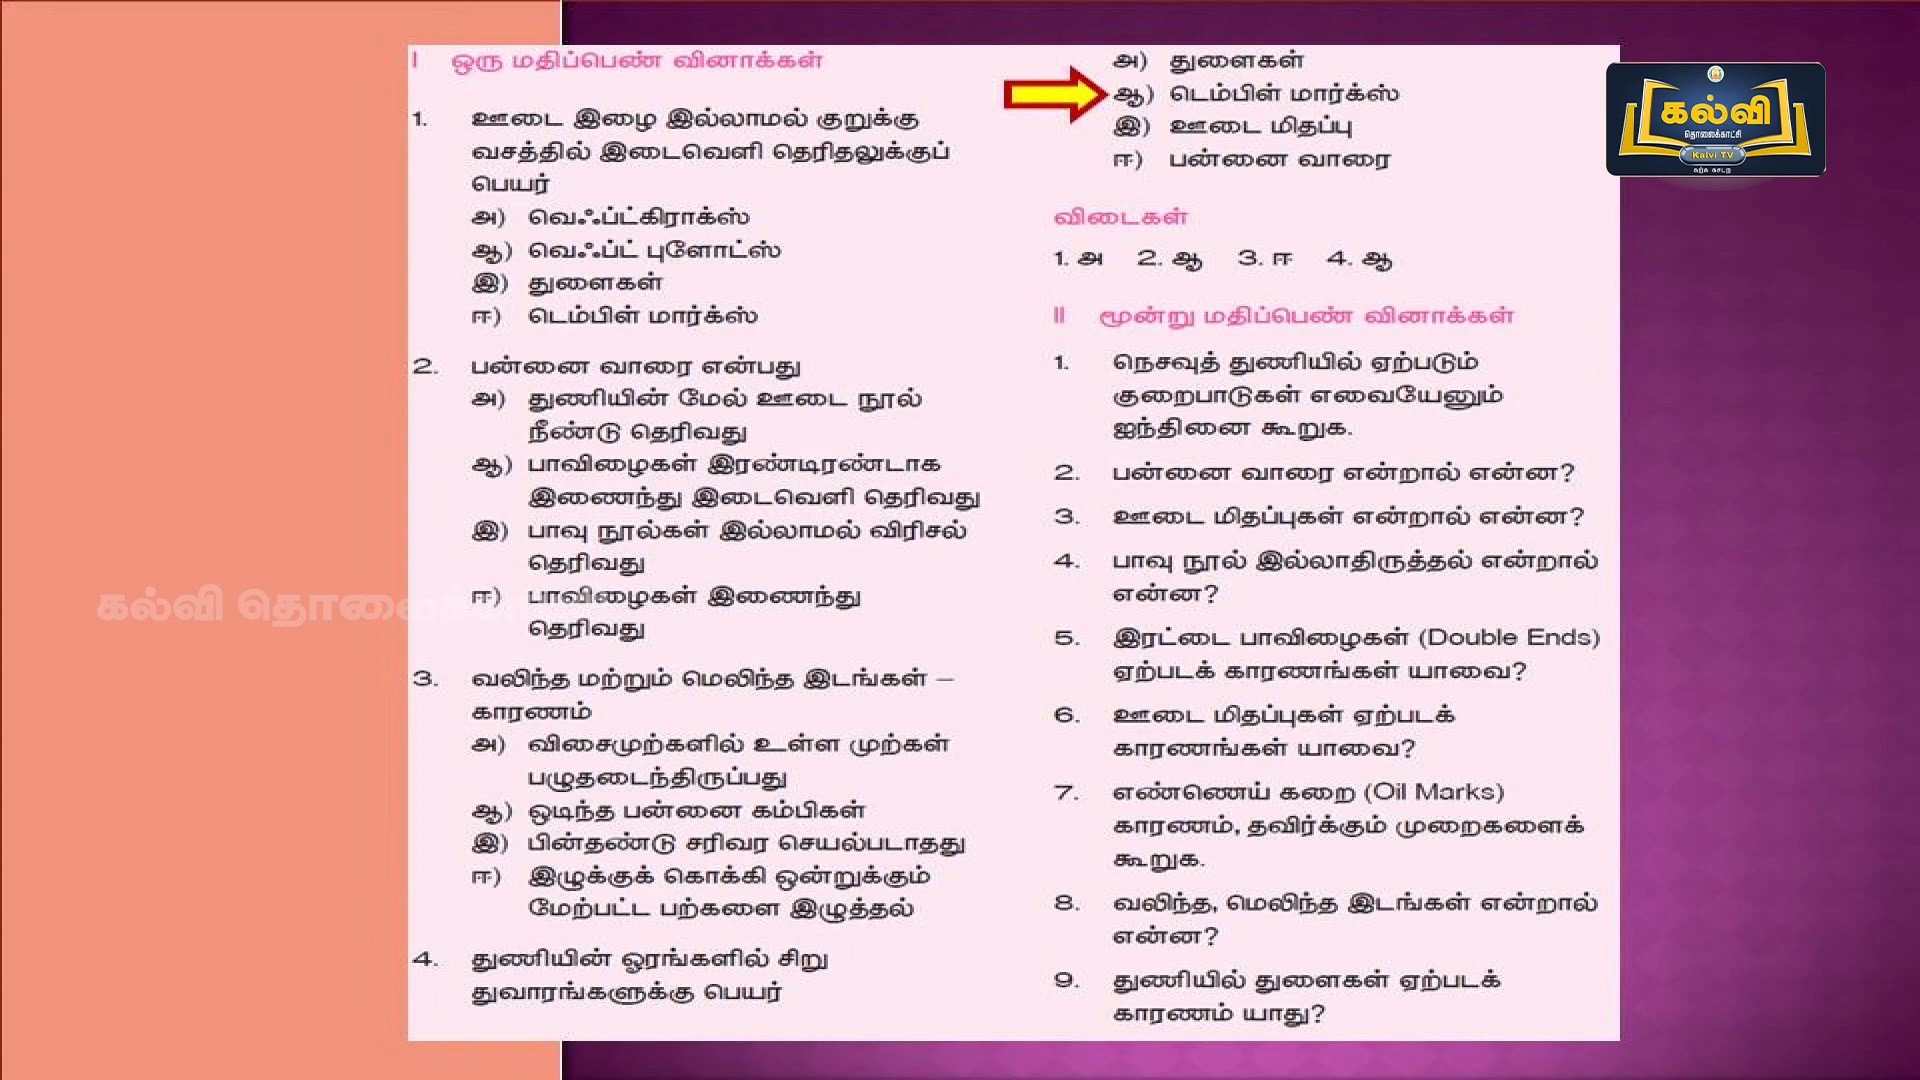 I ஒரு மதிப்பெண் வினாக்கள்
1. ஊடை இழை இல்லாமல் குறுக்கு
வசத்தில் இடைவெளி தெரிதலுக்குப்
பெயர்
அ) வெஃப்ட்கிராக்ஸ்
ஆ) வெஃப்ட் புளோட்ஸ்
இ) துளைகள்
ஈ) டெம்பிள் மார்க்ஸ்
2. பன்னை வாரை என்பது
அ) துணியின் மேல் ஊடை நூல்
நீண்டு தெரிவது
ஆ) பாவிழைகள் இரண்டிரண்டாக
இணைந்து இடைவெளி தெரிவது
இ) பாவு நூல்கள் இல்லாமல் விரிசல்
தெரிவது
ஈ) பாவிழைகள் இணைந்து
தெரிவது
3. வலிந்த மற்றும் மெலிந்த இடங்கள் –
காரணம்
அ) விசைமுற்களில் உள்ள முற்கள்
பழுதடைந்திருப்பது
ஆ) ஒடிந்த பன்னை கம்பிகள்
இ) பின்தண்டு சரிவர செயல்படாதது
ஈ) இழுக்குக் கொக்கி ஒன்றுக்கும்
மேற்பட்ட பற்களை இழுத்தல்
4. துணியின் ஓரங்களில் சிறு
துவாரங்களுக்கு பெயர்
அ) துளைகள்
ஆ) டெம்பிள் மார்க்ஸ்
இ) ஊடை மிதப்பு
ஈ) பன்னை வாரை
விடைகள்
1. அ 2. ஆ 3. ஈ 4. ஆ
II மூன்று மதிப்பெண் வினாக்கள்
1. நெசவுத் துணியில் ஏற்படும்
குறைபாடுகள் எவையேனும்
ஐந்தினை கூறுக.
2. பன்னை வாரை என்றால் என்ன?
3. ஊடை மிதப்புகள் என்றால் என்ன?
4. பாவு நூல் இல்லாதிருத்தல் என்றால்
என்ன?
5. இரட்டை பாவிழைகள் (Double Ends)
ஏற்படக் காரணங்கள் யாவை?
6. ஊடை மிதப்புகள் ஏற்படக்
காரணங்கள் யாவை?
7. எண்ணெய் கறை (Oil Marks)
காரணம், தவிர்க்கும் முறைகளைக்
கூறுக.
8. வலிந்த, மெலிந்த இடங்கள் என்றால்
என்ன?
9. துணியில் துளைகள் ஏற்படக்
காரணம் யாது?
கல்வி
தொலைக்காட்சி
Kalvi TV
கற்க கசடற
கல்வி